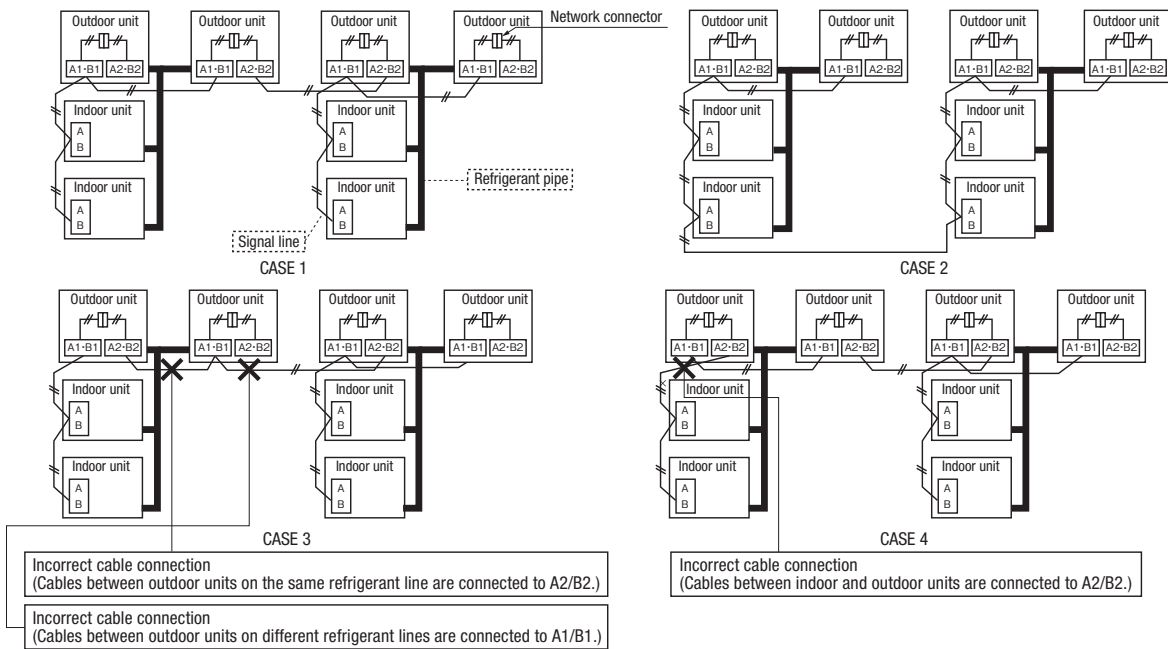 Outdoor unit Outdoor unit Outdoor unit Outdoor unit Network connector
A1·B1 A2·B2 A1·B1 A2·B2 A1·B1 A2·B2 A1·B1 A2·B2
Indoor unit Indoor unit
A A
B B
Indoor unit Indoor unit
A A
B B
Refrigerant pipe
Signal line
CASE 1
Outdoor unit Outdoor unit Outdoor unit Outdoor unit
A1·B1 A2·B2 A1·B1 A2·B2 A1·B1 A2·B2 A1·B1 A2·B2
Indoor unit Indoor unit
A A
B B
Indoor unit Indoor unit
A A
B B
CASE 2
Outdoor unit Outdoor unit Outdoor unit Outdoor unit
A1·B1 A2·B2 A1·B1 A2·B2 A1·B1 A2·B2 A1·B1 A2·B2
Indoor unit Indoor unit
A A
B B
Indoor unit Indoor unit
A A
B B
CASE 3
Incorrect cable connection
(Cables between outdoor units on the same refrigerant line are connected to A2/B2.)
Incorrect cable connection
(Cables between outdoor units on different refrigerant lines are connected to A1/B1.)
Outdoor unit Outdoor unit Outdoor unit Outdoor unit
A1·B1 A2·B2 A1·B1 A2·B2 A1·B1 A2·B2 A1·B1 A2·B2
Indoor unit Indoor unit
A A
B B
Indoor unit Indoor unit
A A
B B
CASE 4
Incorrect cable connection
(Cables between indoor and outdoor units are connected to A2/B2.)